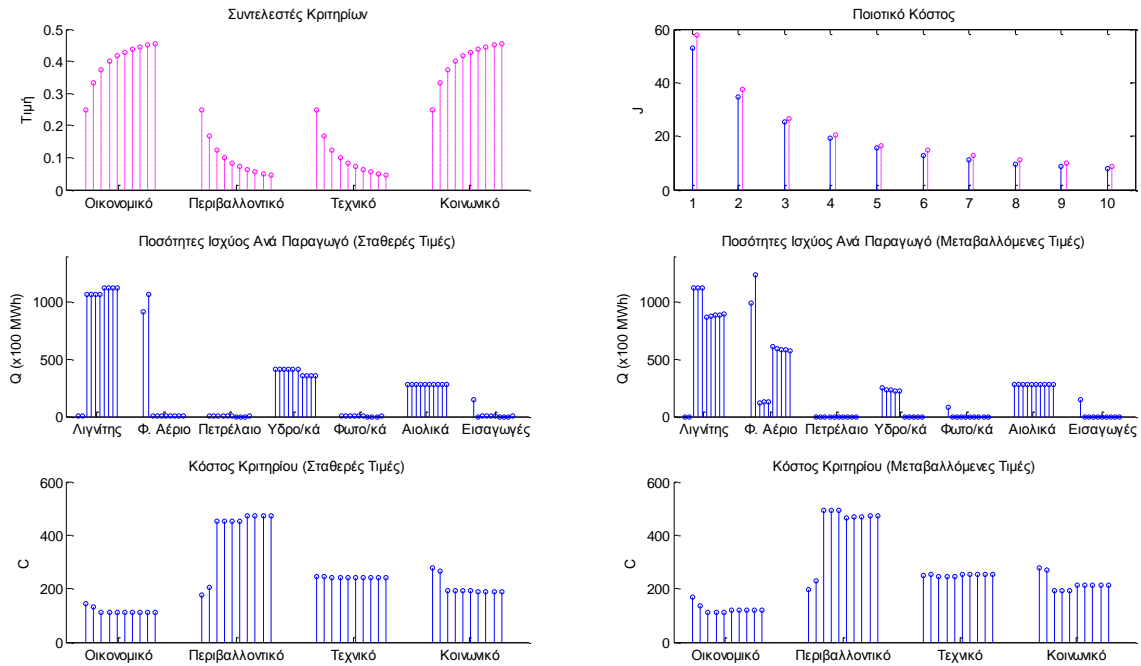 Συντελεστές Κριτηρίων
0.5
0.4
0.3
0.2
0.1
0
Τιμή
Οικονομικό Περιβαλλοντικό Τεχνικό Κοινωνικό
Ποιοτικό Κόστος
60
40
20
0
J
1 2 3 4 5 6 7 8 9 10
Ποσότητες Ισχύος Ανά Παραγωγό (Σταθερές Τιμές)
1000
500
0
Q (x100 MWh)
Λιγνίτης Φ. Αέριο Πετρέλαιο Υδρο/κά Φωτο/κά Αιολικά Εισαγωγές
Ποσότητες Ισχύος Ανά Παραγωγό (Μεταβαλλόμενες Τιμές)
1000
500
0
Q (x100 MWh)
Λιγνίτης Φ. Αέριο Πετρέλαιο Υδρο/κά Φωτο/κά Αιολικά Εισαγωγές
Κόστος Κριτηρίου (Σταθερές Τιμές)
600
400
200
0
C
Οικονομικό Περιβαλλοντικό Τεχνικό Κοινωνικό
Κόστος Κριτηρίου (Μεταβαλλόμενες Τιμές)
600
400
200
0
C
Οικονομικό Περιβαλλοντικό Τεχνικό Κοινωνικό